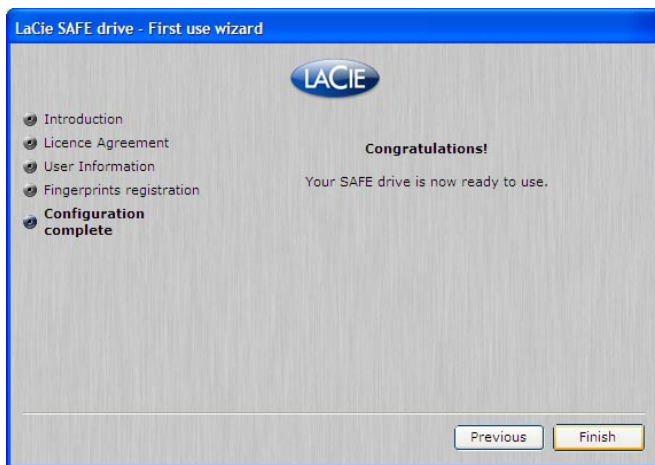 LaCie SAFE drive - First use wizard
LACIE
Introduction
Licence Agreement
User Information
Fingerprints registration
Configuration
complete
Congratulations!
Your SAFE drive is now ready to use.
Previous
Finish